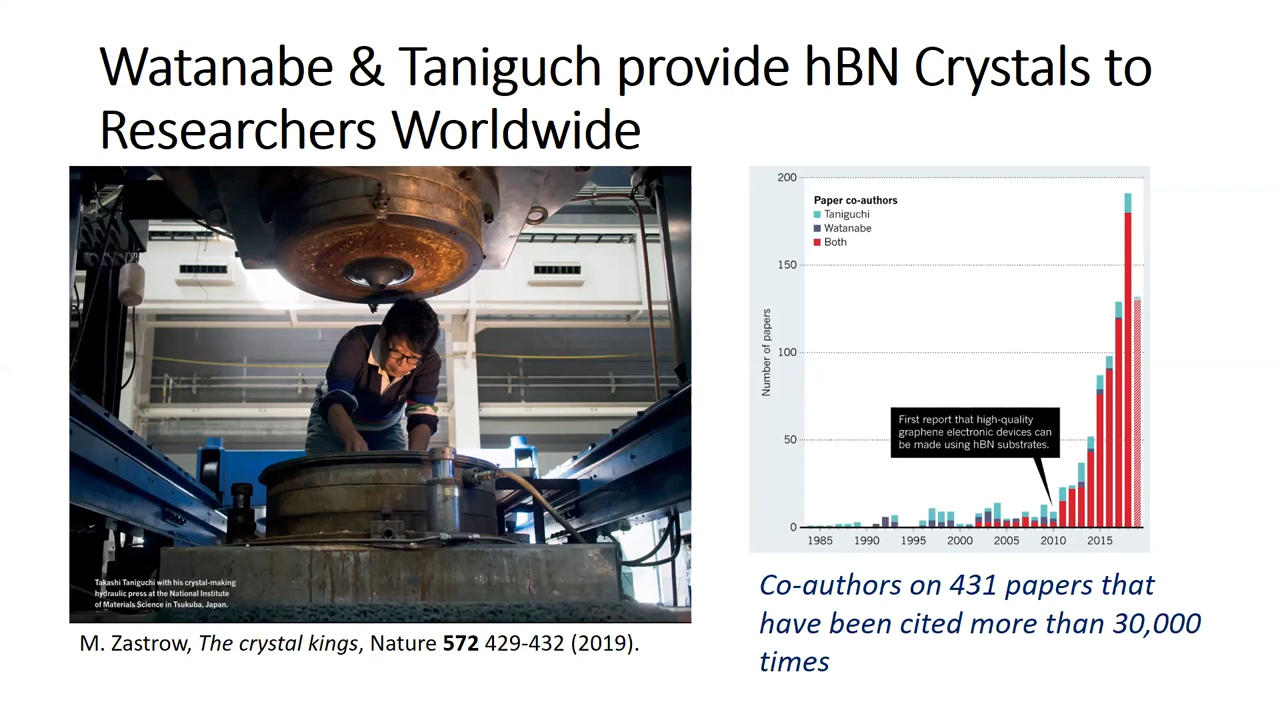 Watanabe & Taniguch provide hBN Crystals to
Researchers Worldwide
Takashi Taniguchi with his crystal-making
hydraulic press at the National Institute
of Materials Science in Tsukuba, Japan.
M. Zastrow, The crystal kings, Nature 572 429-432 (2019).
200
150
100
50
0
Number of papers
Paper co-authors
Taniguchi
Watanabe
Both
First report that high-quality
graphene electronic devices can
be made using hBN substrates.
1985 1990 1995 2000 2005 2010 2015
Co-authors on 431 papers that
have been cited more than 30,000
times